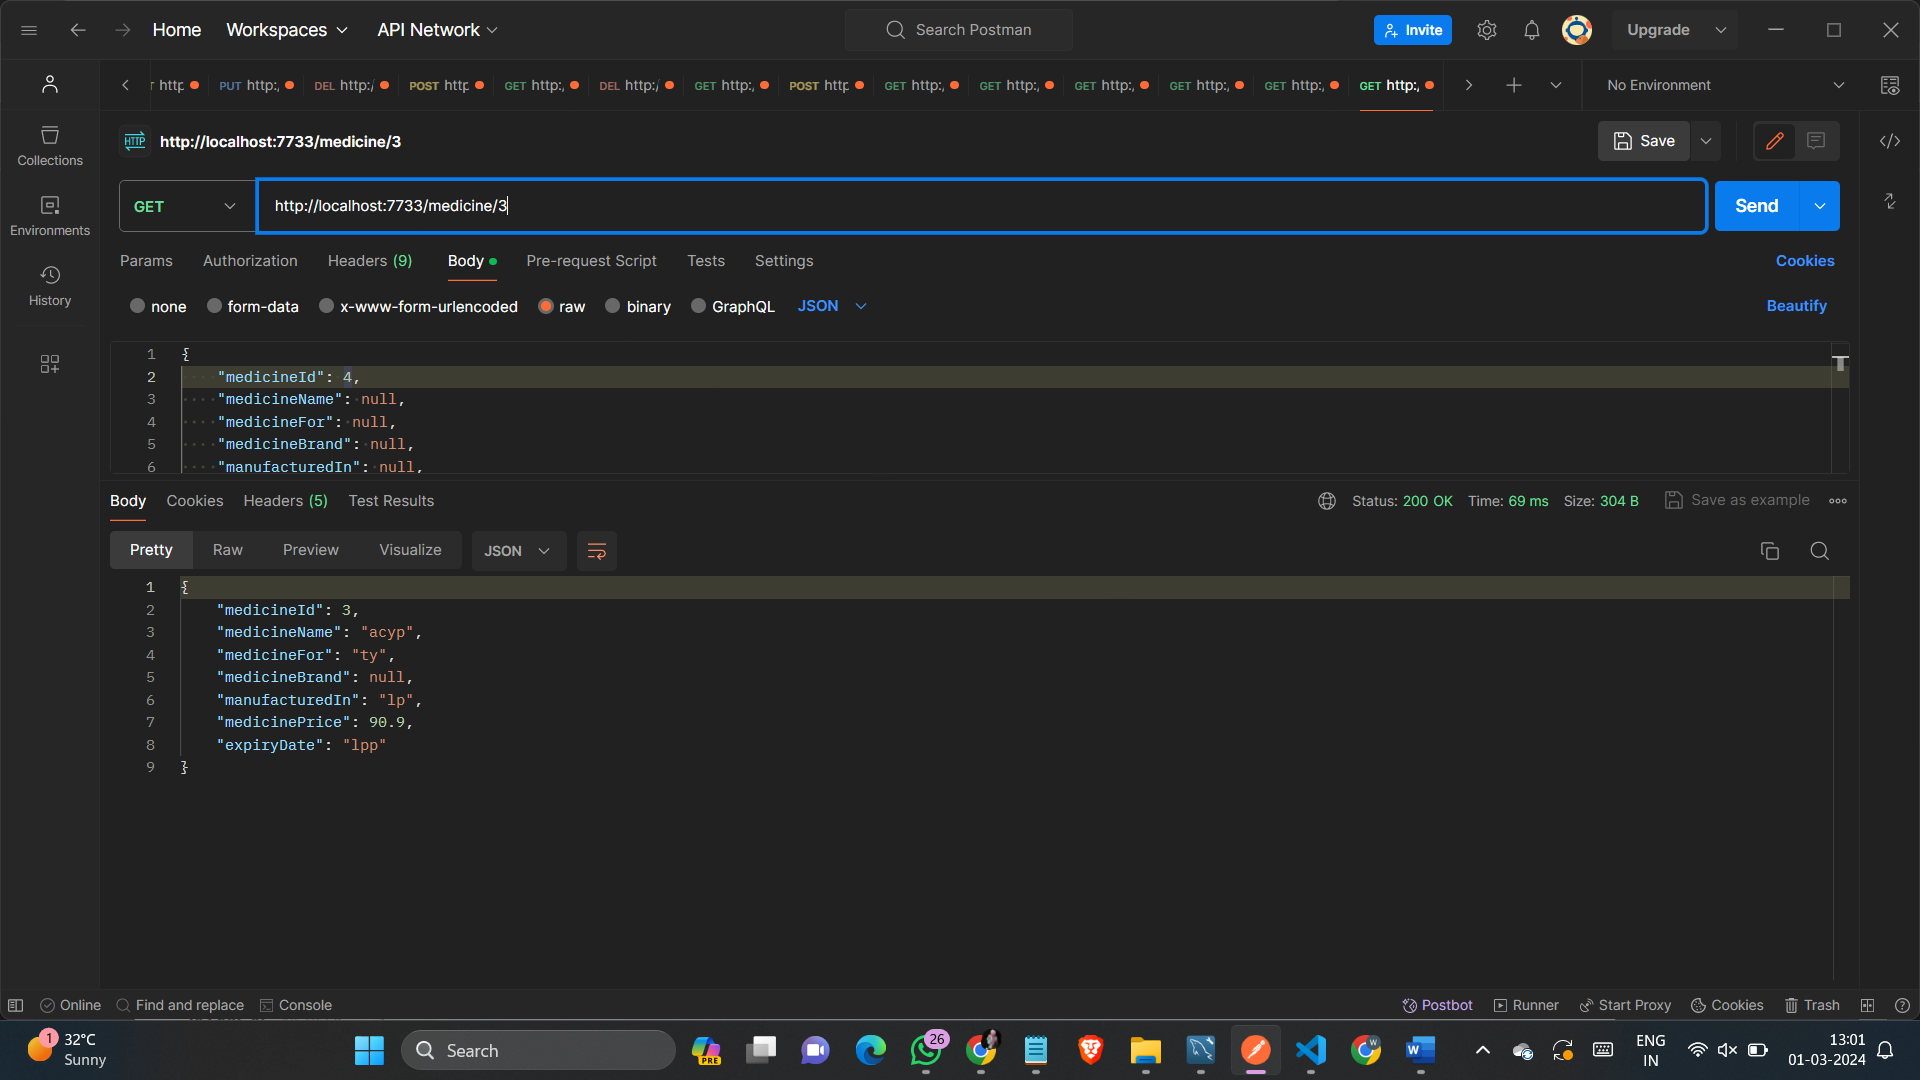 Home Workspaces API Network Search Postman Invite Upgrade
http PUT http:/ DEL http:/ POST http GET http:/ DEL http:/ GET http:/ POST http GET http:/ GET http:/ GET http:/ GET http:/ GET http:/ GET http:/ No Environment
HTTP http://localhost:7733/medicine/3 Save
Collections
GET http://localhost:7733/medicine/3 Send
Environments
Params Authorization Headers (9) Body Pre-request Script Tests Settings Cookies
History
none form-data x-www-form-urlencoded raw binary GraphQL JSON Beautify
1 {
2 "medicineId": 4,
3 "medicineName": null,
4 "medicineFor": null,
5 "medicineBrand": null,
6 "manufacturedIn": null,
Body Cookies Headers (5) Test Results Status: 200 OK Time: 69 ms Size: 304 B Save as example
Pretty Raw Preview Visualize JSON
1 {
2 "medicineId": 3,
3 "medicineName": "acyp",
4 "medicineFor": "ty",
5 "medicineBrand": null,
6 "manufacturedIn": "lp",
7 "medicinePrice": 90.9,
8 "expiryDate": "lpp"
9 }
Online Find and replace Console Postbot Runner Start Proxy Cookies Trash
1 32°C
Sunny
Search
PRE
26
W
W
ENG
IN
13:01
01-03-2024